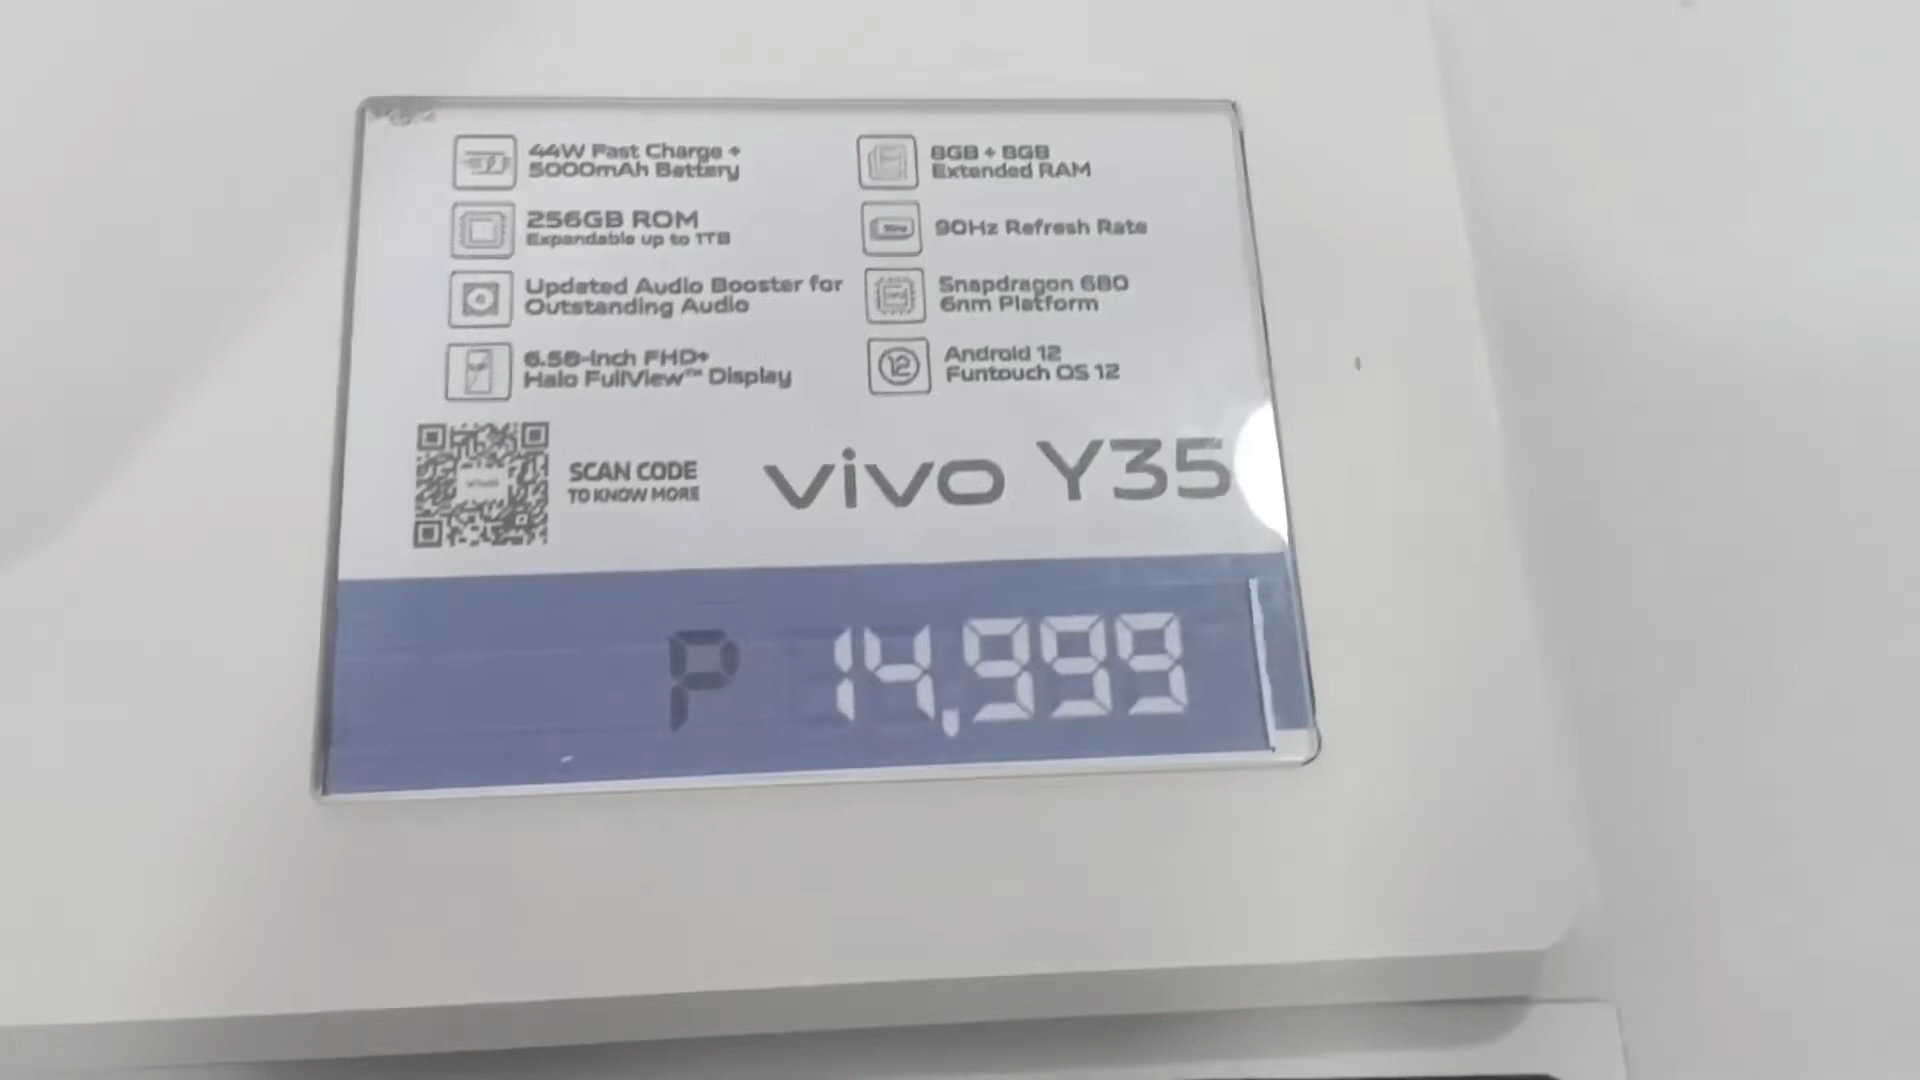 44W Fast Charge +
5000mAh Battery
256GB ROM
Expandable up to 1TB
Updated Audio Booster for
Outstanding Audio
6.58-inch FHD+
Halo FullView™ Display
8GB + 8GB
Extended RAM
90Hz Refresh Rate
Snapdragon 680
6nm Platform
12
Android 12
Funtouch OS 12
SCAN CODE
TO KNOW MORE
vivo Y35
P 14,999